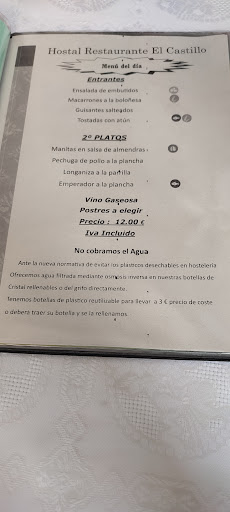 Hostal Restaurante El Castillo
Menú del día
Entrantes
Ensalada de embutidos
Macarrones a la boloñesa
Guisantes salteados
Tostadas con atún
2º PLATOS
Manitas en salsa de almendras
Pechuga de pollo a la plancha
Longaniza a la parrilla
Emperador a la plancha
Vino Gaseosa
Postres a elegir
Precio : 12.00 €
Iva Incluido
No cobramos el Agua
Ante la nueva normativa de evitar los plasticos desechables en hostelería
Ofrecemos agua filtrada mediante osmosis inversa en nuestras botellas de
Cristal rellenables o del grifo directamente
Tenemos botellas de plastico reutiluable para llevar a 3 € precio de coste
o debera traer su botella y se la rellenamos